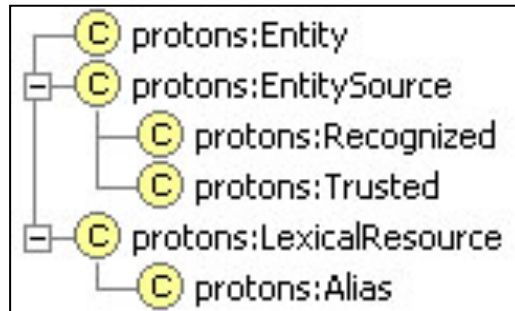 C protons:Entity
C protons:EntitySource
C protons:Recognized
C protons:Trusted
C protons:LexicalResource
C protons:Alias